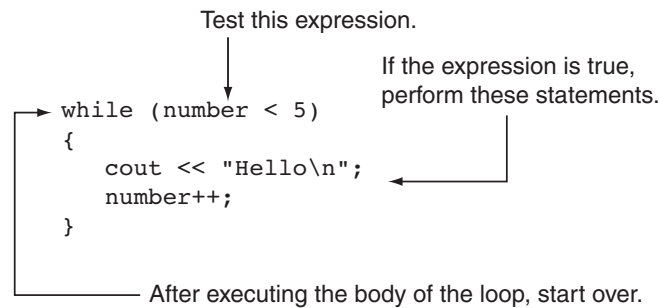 Test this expression.
If the expression is true,
perform these statements.
while (number < 5)
{
cout << "Hello\n";
number++;
}
After executing the body of the loop, start over.